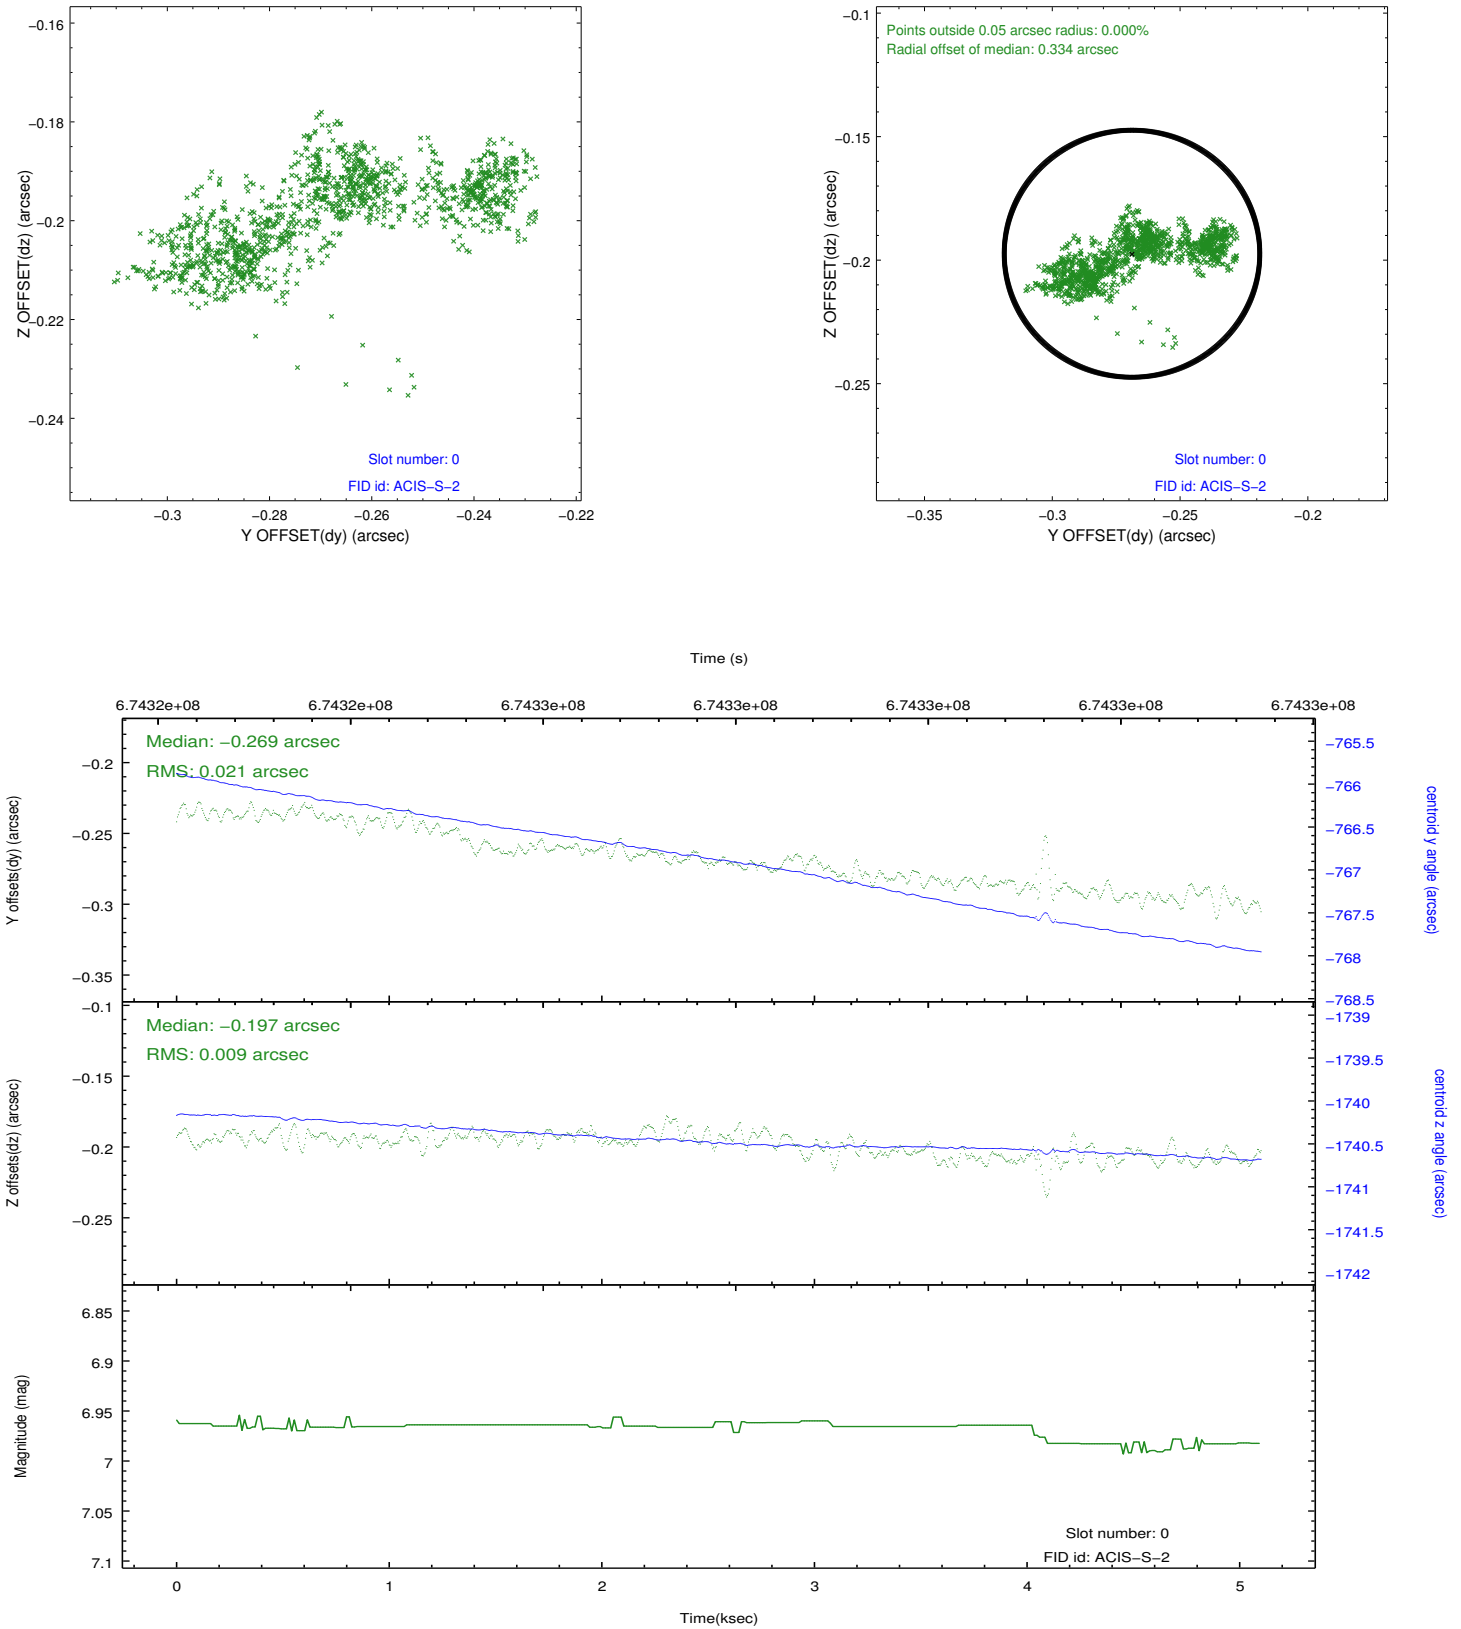 −0.16
−0.18
−0.2
−0.22
−0.24
Z OFFSET(dz) (arcsec)
Slot number: 0
FID id: ACIS−S−2
−0.3
−0.28
−0.26
−0.24
−0.22
Y OFFSET(dy) (arcsec)
Points outside 0.05 arcsec radius: 0.000%
Radial offset of median: 0.334 arcsec
−0.1
−0.15
−0.2
−0.25
Z OFFSET(dz) (arcsec)
Slot number: 0
FID id: ACIS−S−2
−0.35
−0.3
−0.25
−0.2
Y OFFSET(dy) (arcsec)
Time (s)
6.7432e+08
6.7432e+08
6.7433e+08
6.7433e+08
6.7433e+08
6.7433e+08
6.7433e+08
Median: −0.269 arcsec
RMS: 0.021 arcsec
−0.2
−0.25
−0.3
−0.35
Y offsets(dy) (arcsec)
−765.5
−766
−766.5
−767
−767.5
−768
−768.5
centroid y angle (arcsec)
Median: −0.197 arcsec
RMS: 0.009 arcsec
−0.1
−0.15
−0.2
−0.25
Z offsets(dz) (arcsec)
−1739
−1739.5
−1740
−1740.5
−1741
−1741.5
−1742
centroid z angle (arcsec)
6.85
6.9
6.95
7
7.05
7.1
Magnitude (mag)
Slot number: 0
FID id: ACIS−S−2
0
1
2
3
4
5
Time(ksec)